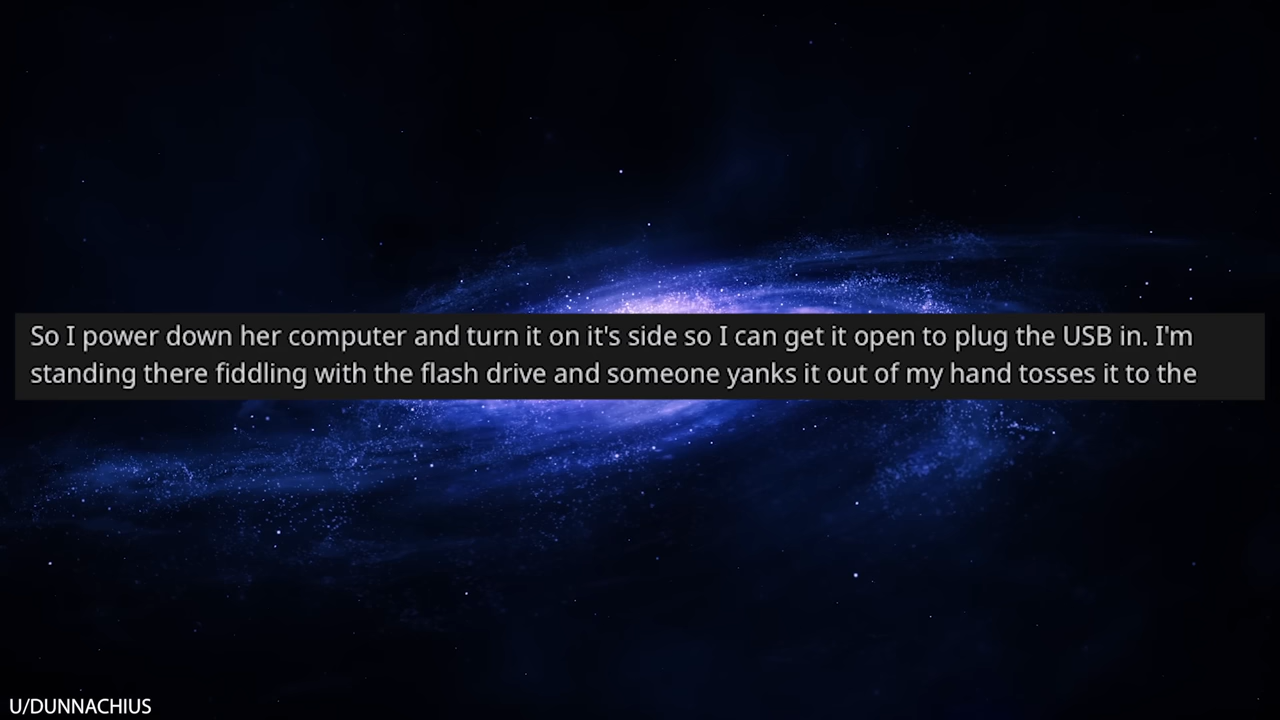 So I power down her computer and turn it on it's side so I can get it open to plug the USB in. I'm
standing there fiddling with the flash drive and someone yanks it out of my hand tosses it to the
U/DUNNACHIUS